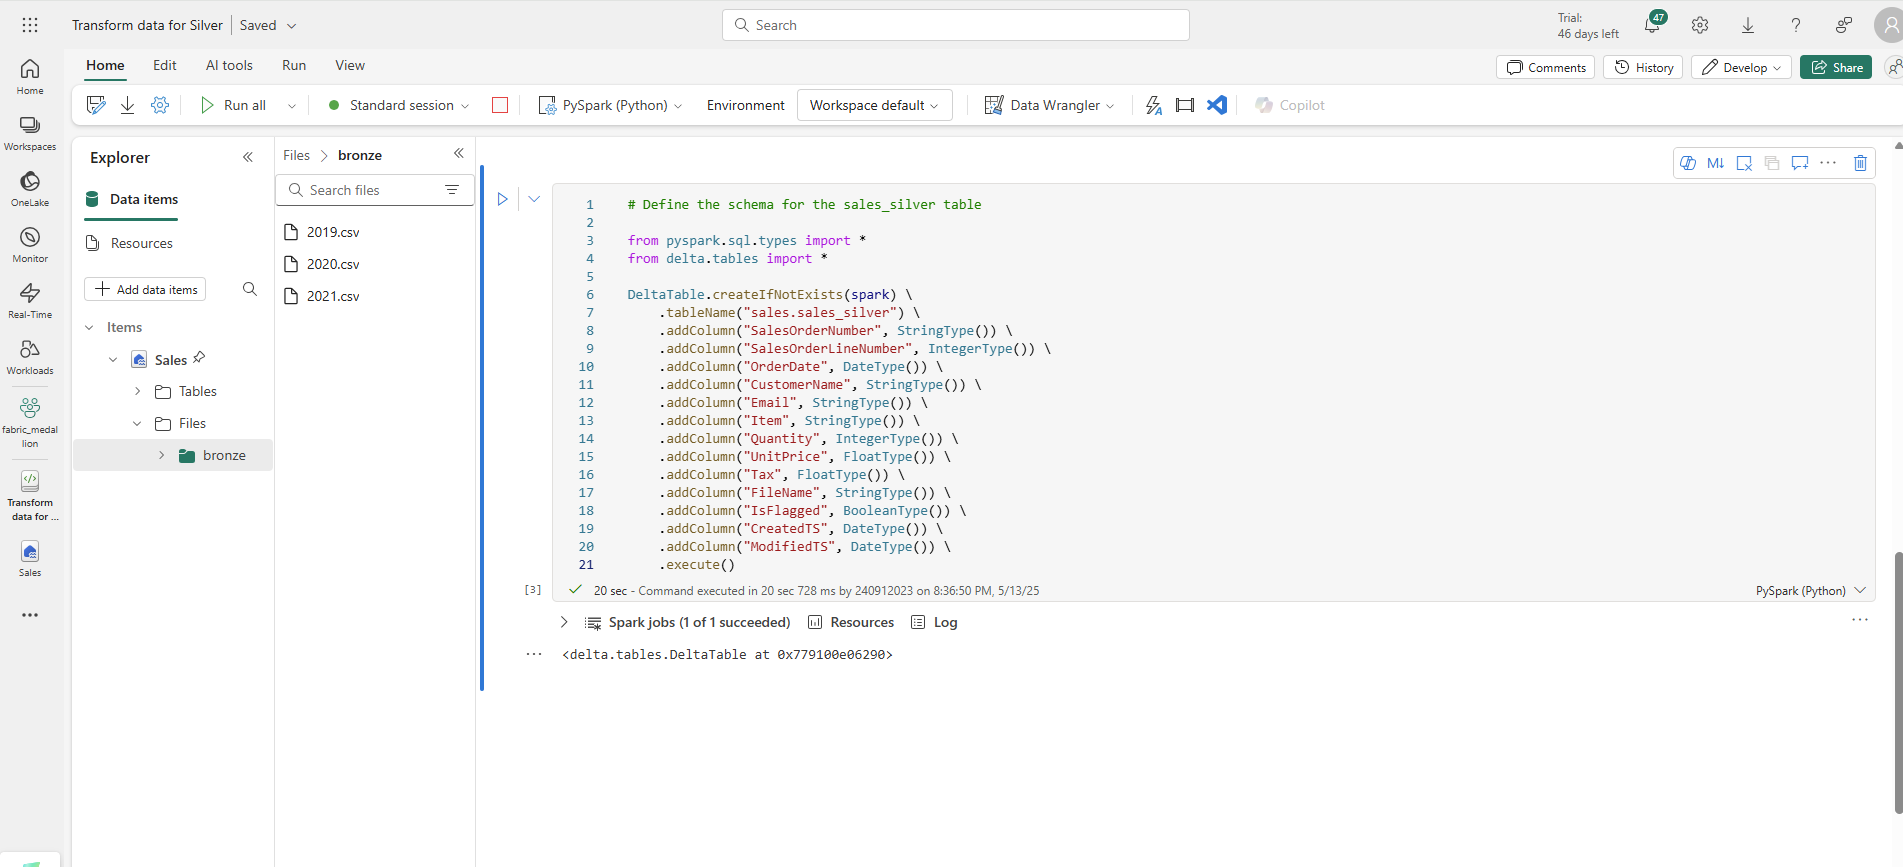 Transform data for Silver
Saved
Search
Trial:
46 days left
47
Home
Edit
AI tools
Run
View
Comments
History
Develop
Share
Run all
Standard session
PySpark (Python)
Environment
Workspace default
Data Wrangler
Copilot
Home
Workspaces
OneLake
Monitor
Real-Time
Workloads
fabric_medal
lion
Transform
data for ...
Sales
Explorer
Data items
Resources
Add data items
Items
Sales
Tables
Files
bronze
Files
bronze
Search files
2019.csv
2020.csv
2021.csv
M↓
1 # Define the schema for the sales_silver table
2
3 from pyspark.sql.types import *
4 from delta.tables import *
5
6 DeltaTable.createIfNotExists(spark) \
7     .tableName("sales.sales_silver") \
8     .addColumn("SalesOrderNumber", StringType()) \
9     .addColumn("SalesOrderLineNumber", IntegerType()) \
10     .addColumn("OrderDate", DateType()) \
11     .addColumn("CustomerName", StringType()) \
12     .addColumn("Email", StringType()) \
13     .addColumn("Item", StringType()) \
14     .addColumn("Quantity", IntegerType()) \
15     .addColumn("UnitPrice", FloatType()) \
16     .addColumn("Tax", FloatType()) \
17     .addColumn("FileName", StringType()) \
18     .addColumn("IsFlagged", BooleanType()) \
19     .addColumn("CreatedTS", DateType()) \
20     .addColumn("ModifiedTS", DateType()) \
21     .execute()
[3]
20 sec - Command executed in 20 sec 728 ms by 240912023 on 8:36:50 PM, 5/13/25
PySpark (Python)
Spark jobs (1 of 1 succeeded)
Resources
Log
<delta.tables.DeltaTable at 0x779100e06290>